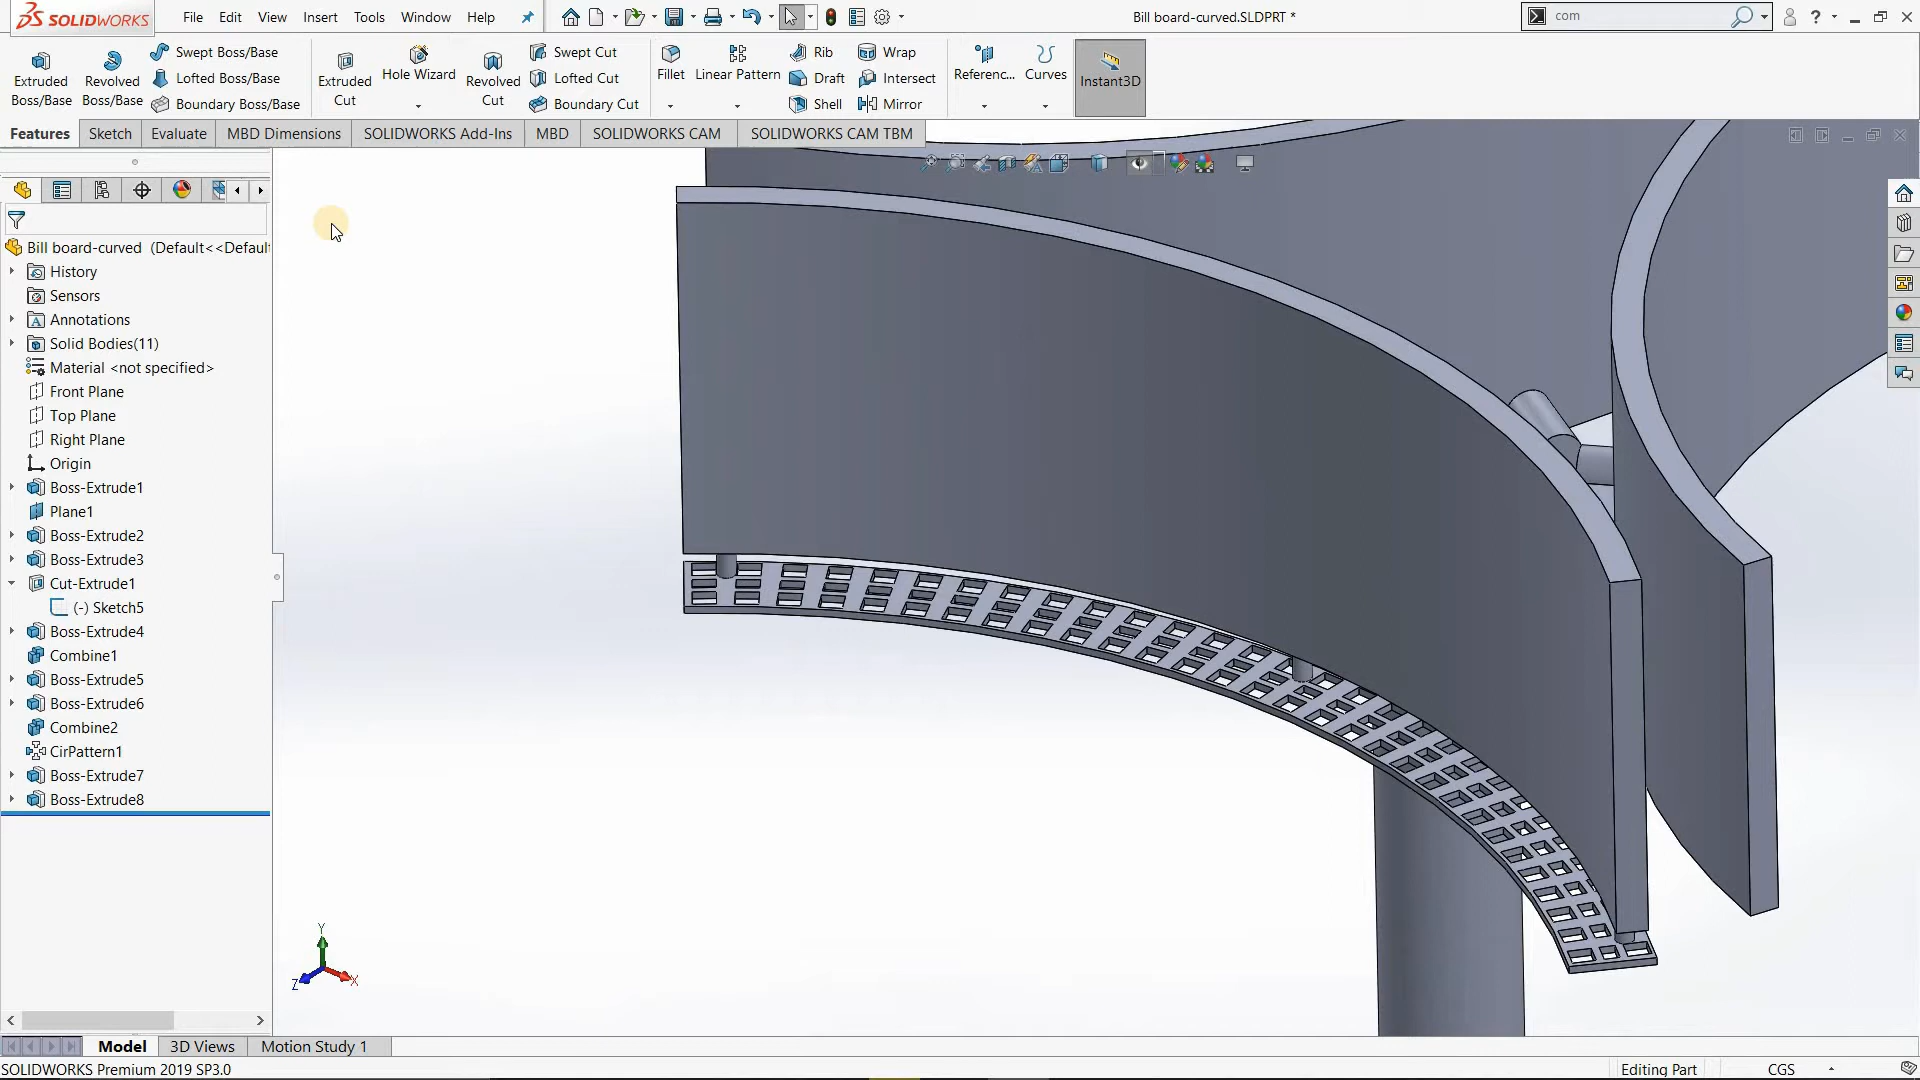 SOLIDWORKS
File Edit View Insert Tools Window Help
Bill board-curved.SLDPRT *
com
Extruded Boss/Base
Revolved Boss/Base
Swept Boss/Base
Lofted Boss/Base
Boundary Boss/Base
Extruded Cut
Hole Wizard
Revolved Cut
Swept Cut
Lofted Cut
Boundary Cut
Fillet
Linear Pattern
Rib
Draft
Shell
Wrap
Intersect
Mirror
Referenc...
Curves
Instant3D
Features Sketch Evaluate MBD Dimensions SOLIDWORKS Add-Ins MBD SOLIDWORKS CAM SOLIDWORKS CAM TBM
Bill board-curved (Default<<Defaul
History
Sensors
Annotations
Solid Bodies(11)
Material <not specified>
Front Plane
Top Plane
Right Plane
Origin
Boss-Extrude1
Plane1
Boss-Extrude2
Boss-Extrude3
Cut-Extrude1
(-) Sketch5
Boss-Extrude4
Combine1
Boss-Extrude5
Boss-Extrude6
Combine2
CirPattern1
Boss-Extrude7
Boss-Extrude8
Y
Z
X
Model 3D Views Motion Study 1
SOLIDWORKS Premium 2019 SP3.0
Editing Part
CGS